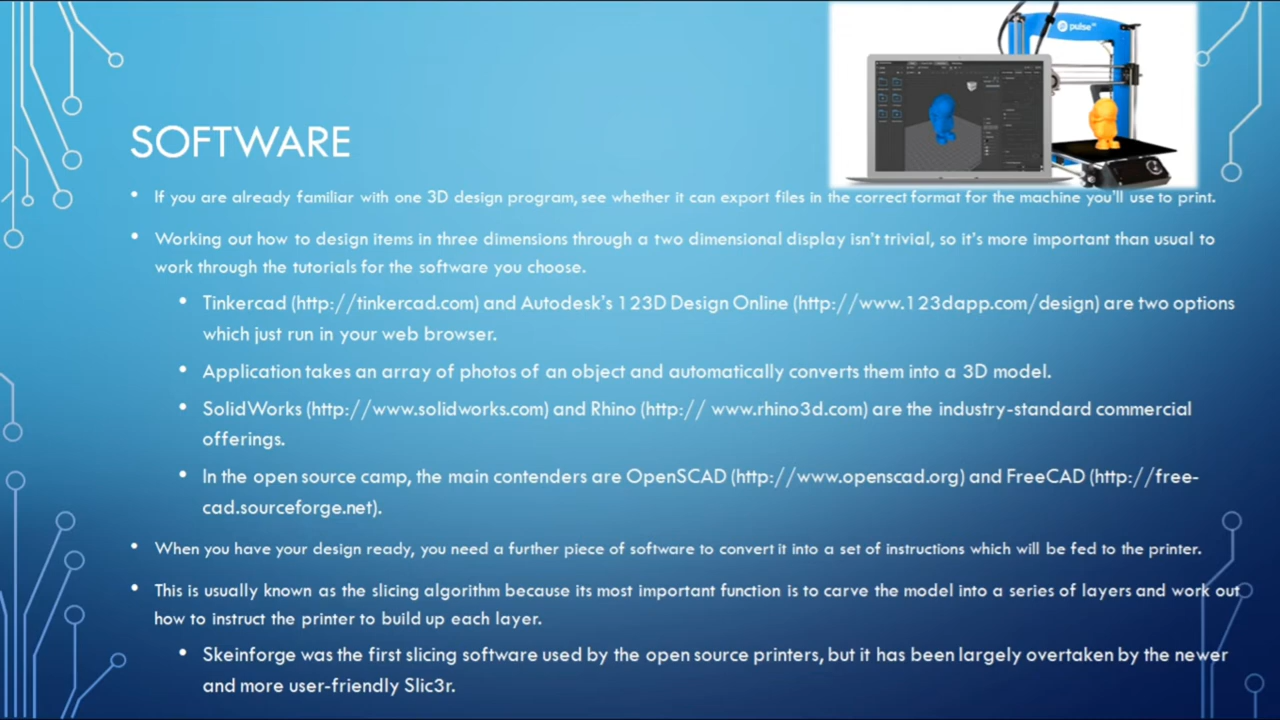 pulse
SOFTWARE
• If you are already familiar with one 3D design program, see whether it can export files in the correct format for the machine you'll use to print.
• Working out how to design items in three dimensions through a two dimensional display isn't trivial, so it's more important than usual to
work through the tutorials for the software you choose.
• Tinkercad (http://tinkercad.com) and Autodesk's 123D Design Online (http://www.123dapp.com/design) are two options
which just run in your web browser.
• Application takes an array of photos of an object and automatically converts them into a 3D model.
• SolidWorks (http://www.solidworks.com) and Rhino (http:// www.rhino3d.com) are the industry-standard commercial
offerings.
• In the open source camp, the main contenders are OpenSCAD (http://www.openscad.org) and FreeCAD (http://free-
cad.sourceforge.net).
• When you have your design ready, you need a further piece of software to convert it into a set of instructions which will be fed to the printer.
• This is usually known as the slicing algorithm because its most important function is to carve the model into a series of layers and work out
how to instruct the printer to build up each layer.
• Skeinforge was the first slicing software used by the open source printers, but it has been largely overtaken by the newer
and more user-friendly Slic3r.